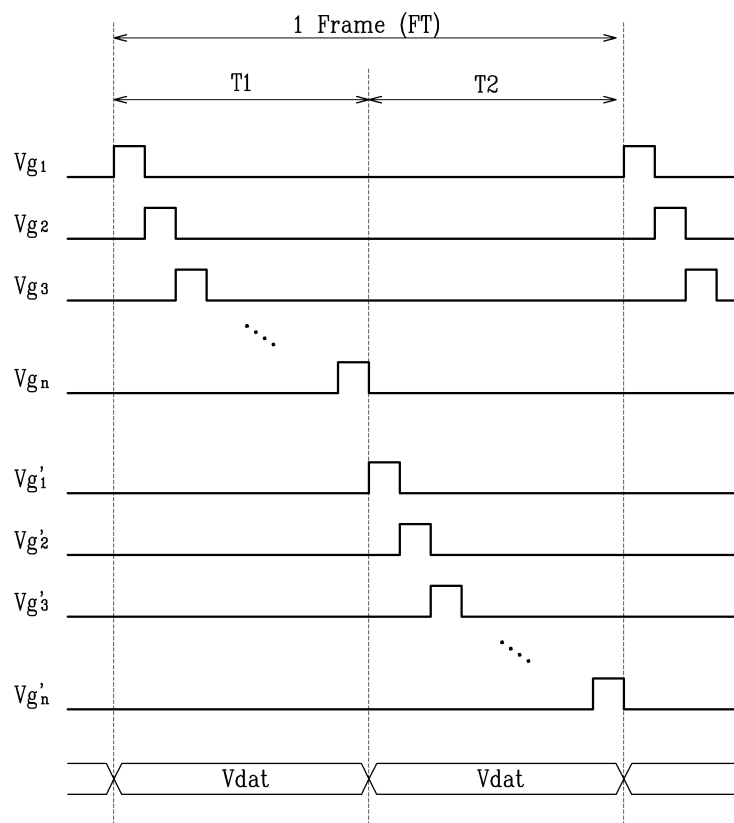 1 Frame (FT)
T1 T2
Vg1
Vg2
Vg3
Vgn
Vg'1
Vg'2
Vg'3
Vg'n
Vdat Vdat